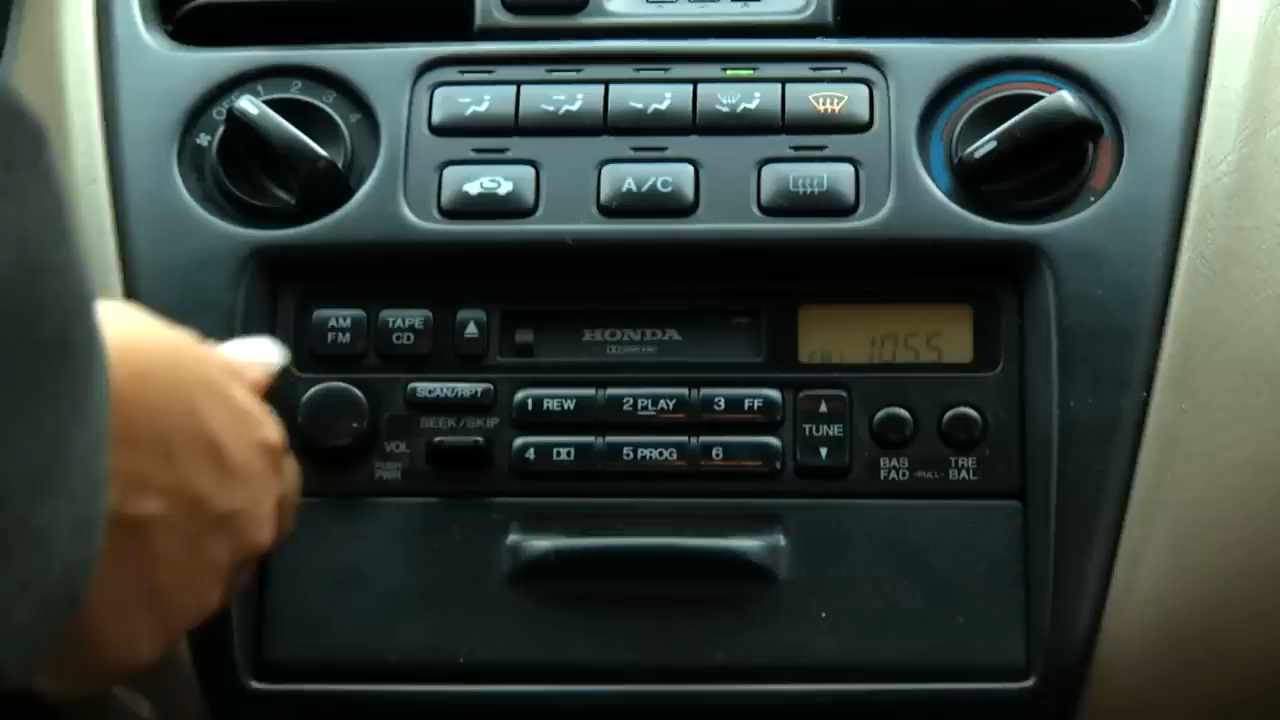 OFF 1 2 3 4
A/C
AM
FM
TAPE
CD
HONDA
1055
SCAN/RPT
1 REW
2 PLAY
3 FF
SEEK/SKIP
VOL
PUSH
PWR
4
5 PROG
6
TUNE
BAS
FAD
-PULL-
TRE
BAL